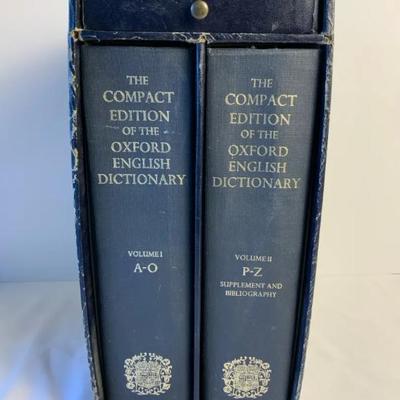 THE
COMPACT
EDITION
OF THE
OXFORD
ENGLISH
DICTIONARY
VOLUME I
A-O
THE
COMPACT
EDITION
OF THE
OXFORD
ENGLISH
DICTIONARY
VOLUME II
P-Z
SUPPLEMENT AND
BIBLIOGRAPHY